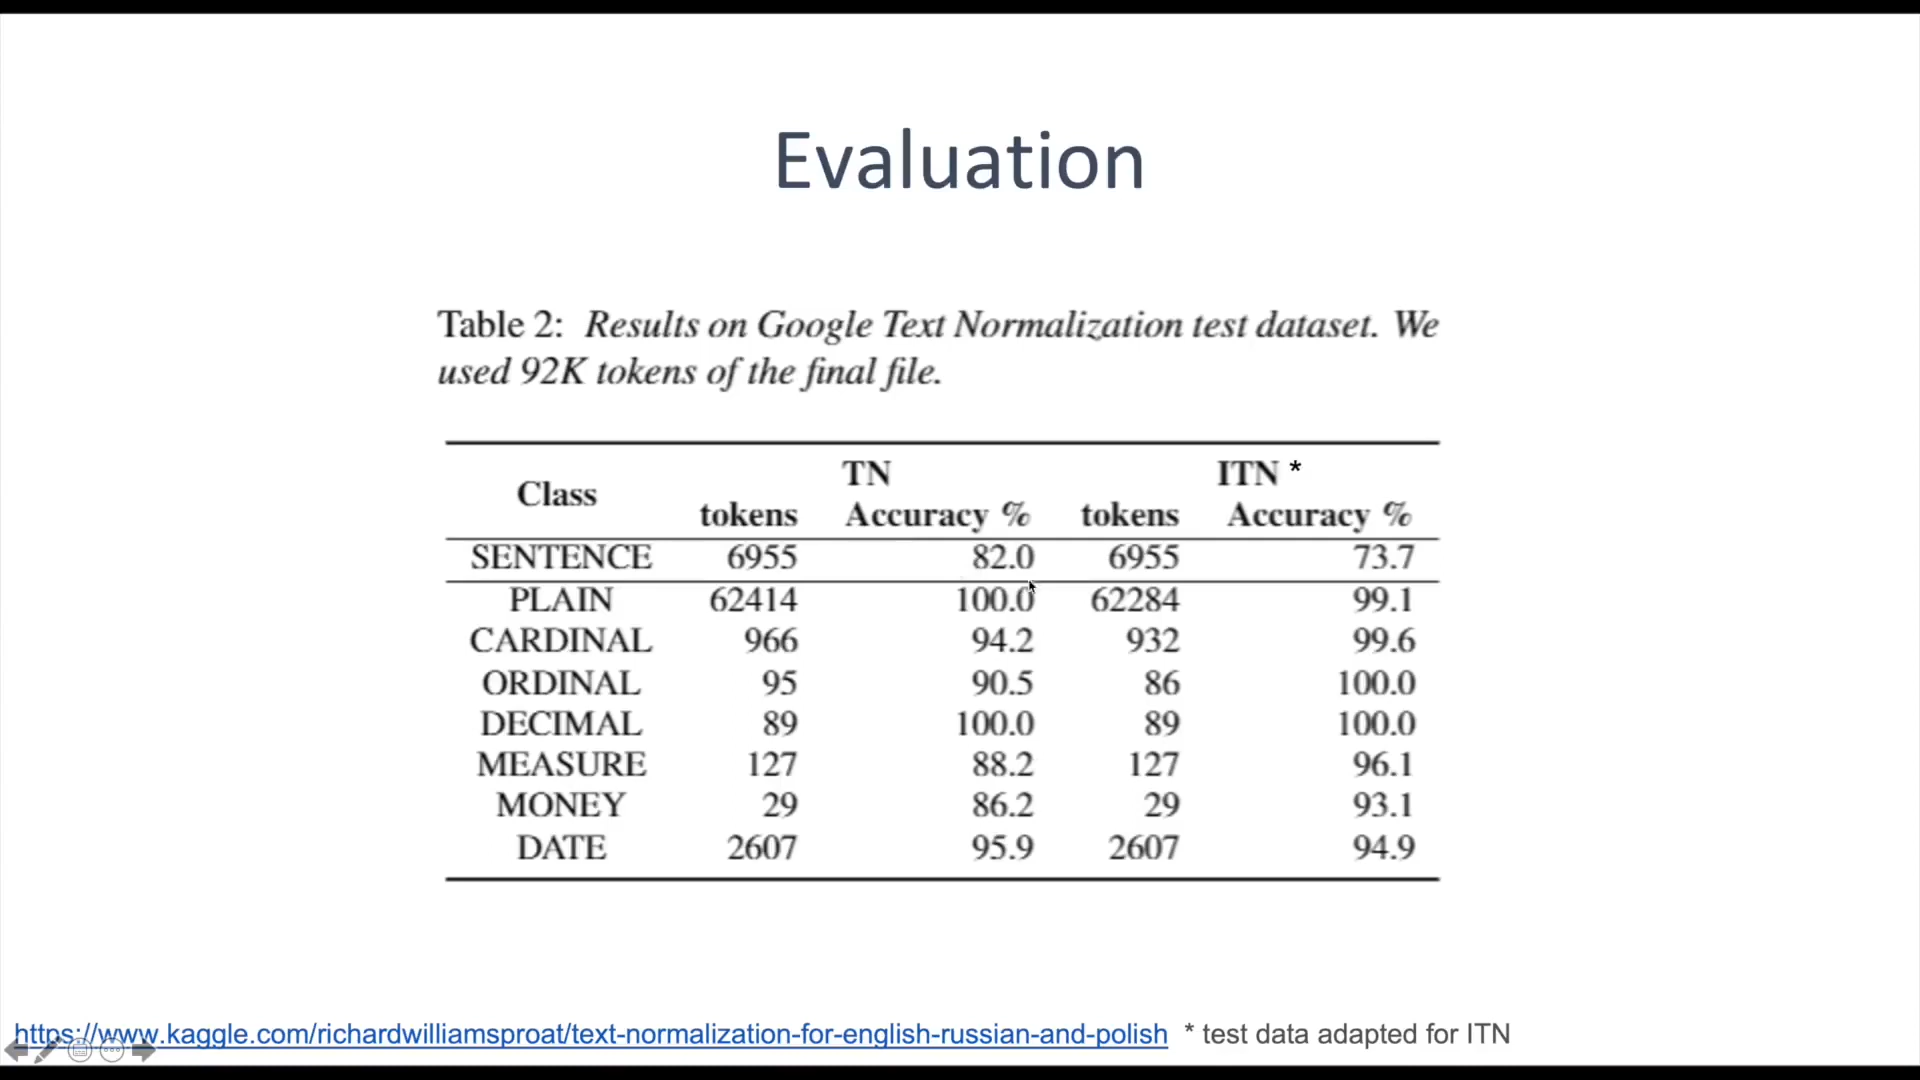 Evaluation
Table 2: Results on Google Text Normalization test dataset. We
used 92K tokens of the final file.
Class TN ITN *
tokens Accuracy % tokens Accuracy %
SENTENCE 6955 82.0 6955 73.7
PLAIN 62414 100.0 62284 99.1
CARDINAL 966 94.2 932 99.6
ORDINAL 95 90.5 86 100.0
DECIMAL 89 100.0 89 100.0
MEASURE 127 88.2 127 96.1
MONEY 29 86.2 29 93.1
DATE 2607 95.9 2607 94.9
https://www.kaggle.com/richardwilliamsproat/text-normalization-for-english-russian-and-polish * test data adapted for ITN